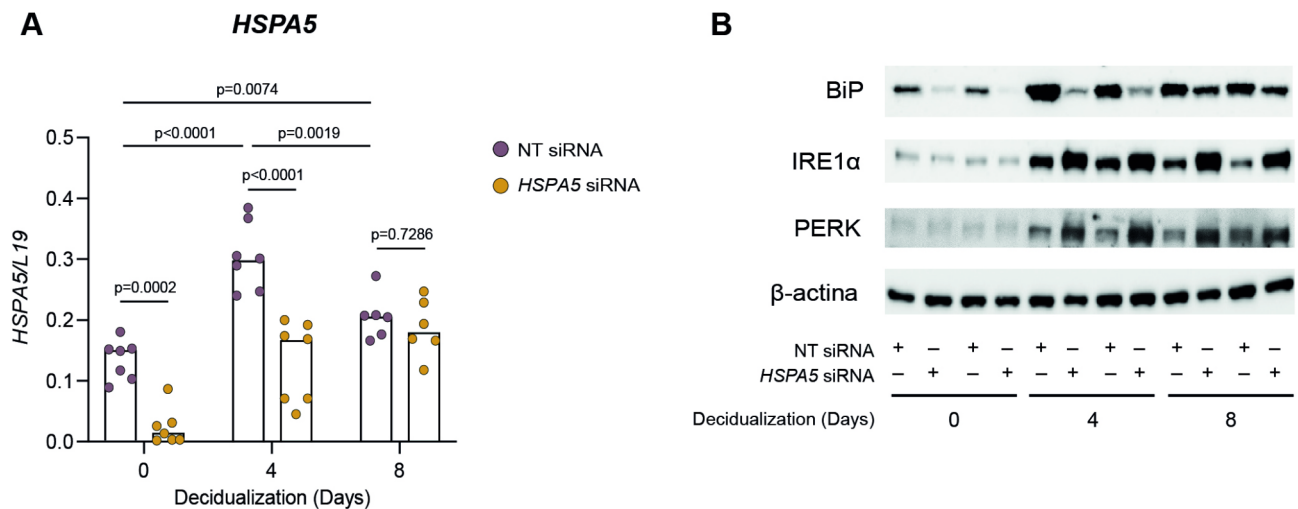 A
HSPA5
p=0.0074
p<0.0001 p=0.0019
p<0.0001
p=0.7286
p=0.0002
HSPA5/L19
0.5
0.4
0.3
0.2
0.1
0.0
0 4 8
Decidualization (Days)
NT siRNA
HSPA5 siRNA
B
BiP
IRE1α
PERK
β-actina
NT siRNA + – + – + – + – + – + –
HSPA5 siRNA – + – + – + – + – + – +
Decidualization (Days) 0 4 8